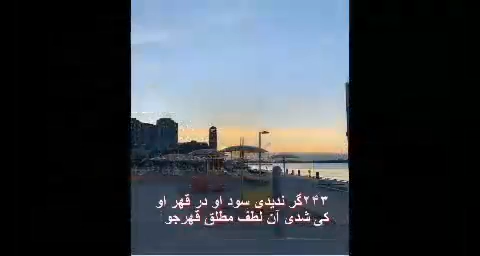 ۲۴۳گر ندیدی سود او در قهر او
کی شدی آن لطف مطلق قهرجو